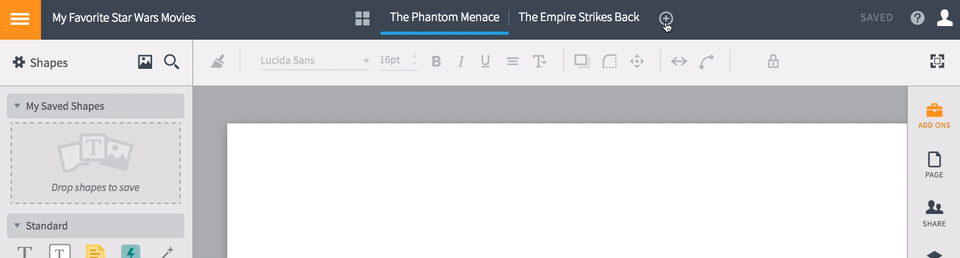 My Favorite Star Wars Movies
The Phantom Menace
The Empire Strikes Back
SAVED
?
Shapes
Lucida Sans
16pt
B
I
U
T
ADD ONS
My Saved Shapes
T
Drop shapes to save
PAGE
SHARE
Standard
T
T